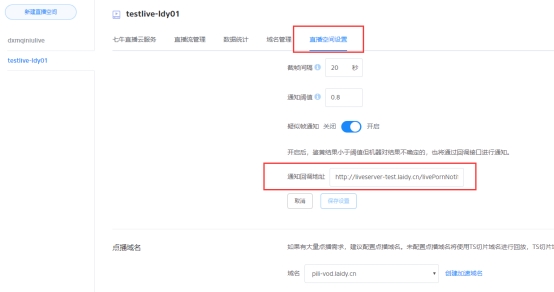 新建直播空间
testlive-ldy01
dxmqiniulive
testlive-ldy01
七牛直播云服务 直播流管理 数据统计 域名管理 直播空间设置
截帧间隔 20 秒
通知阈值 0.8
疑似帧通知 关闭 开启
开启后，鉴黄结果小于阈值但机器对结果不确定的，也将通过回调接口进行通知。
通知回调地址 http://liveserver-test.laidy.cn/livePornNotif
取消 保存设置
点播域名 如果有大量点播需求，建议配置点播域名。未配置点播域名将使用TS切片域名进行回放，TS切片
域名 pili-vod.laidy.cn 创建加速域名